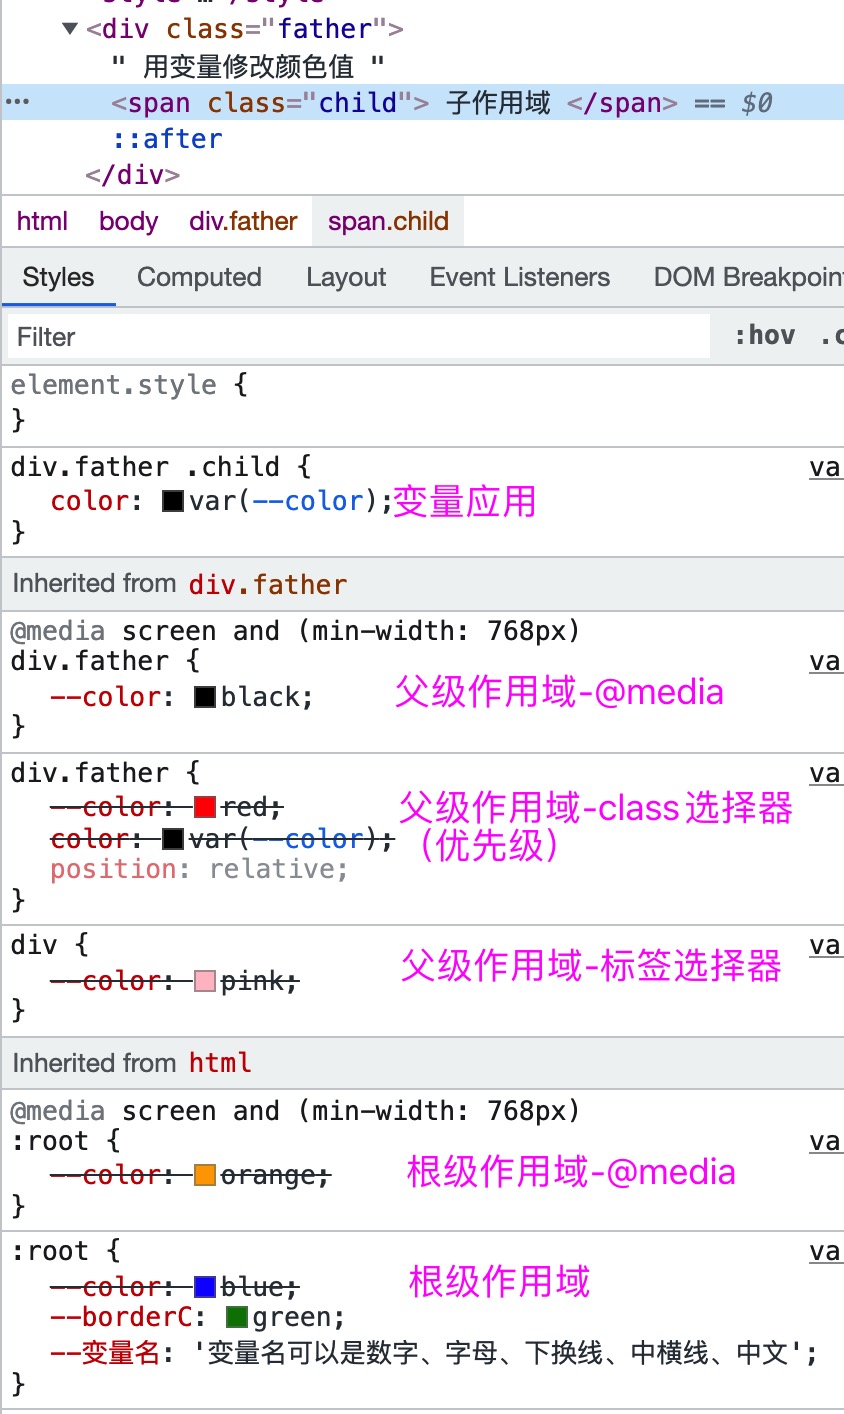 <div class="father">
" 用变量修改颜色值 "
··· <span class="child"> 子作用域 </span> == $0
::after
</div>
html body div.father span.child
Styles Computed Layout Event Listeners DOM Breakpoin
Filter :hov .c
element.style {
}
div.father .child { va
color: var(--color); 变量应用
}
Inherited from div.father
@media screen and (min-width: 768px)
div.father { va
--color: black; 父级作用域-@media
}
div.father { va
--color: red; 父级作用域-class选择器
color: var(--color); （优先级）
position: relative;
}
div { va
--color: pink; 父级作用域-标签选择器
}
Inherited from html
@media screen and (min-width: 768px)
:root { va
--color: orange; 根级作用域-@media
}
:root { va
--color: blue; 根级作用域
--borderC: green;
--变量名: '变量名可以是数字、字母、下换线、中横线、中文';
}